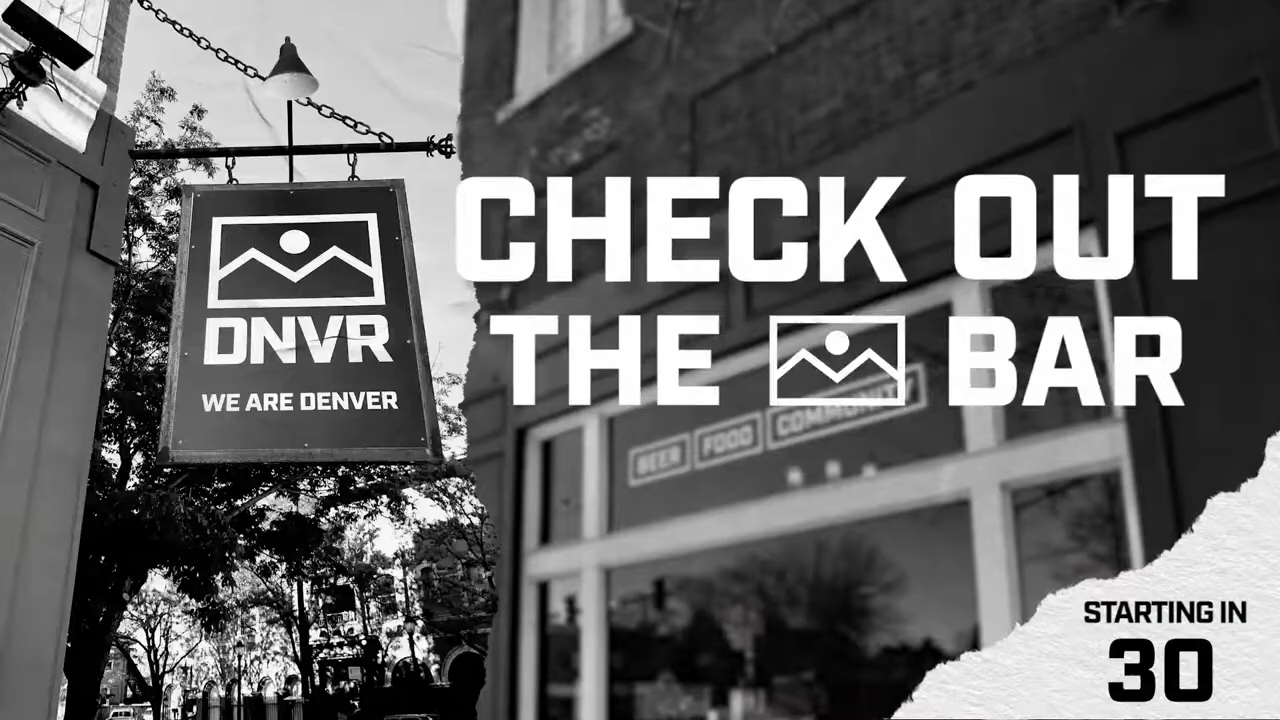 DNVR
WE ARE DENVER
CHECK OUT
THE BAR
BEER FOOD COMMUNITY
STARTING IN
30